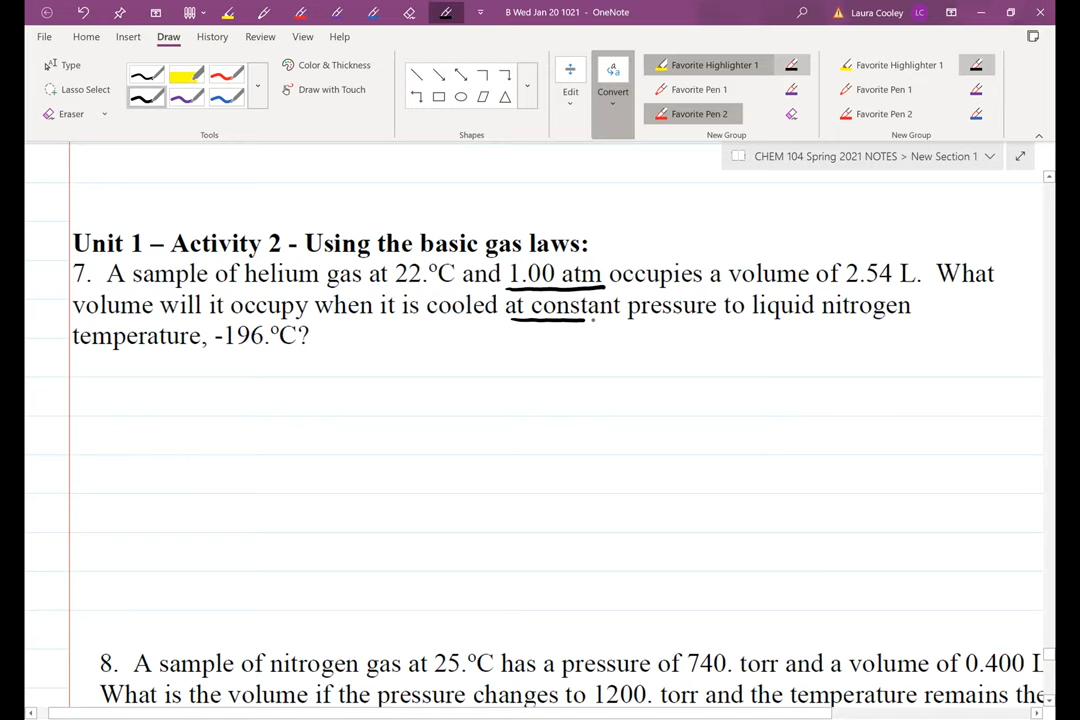 B Wed Jan 20 1021 - OneNote
Laura Cooley LC
File Home Insert Draw History Review View Help
Type
Lasso Select
Eraser
Tools
Color & Thickness
Draw with Touch
Shapes
Edit
a
Convert
Favorite Highlighter 1
Favorite Pen 1
Favorite Pen 2
New Group
Favorite Highlighter 1
Favorite Pen 1
Favorite Pen 2
New Group
CHEM 104 Spring 2021 NOTES > New Section 1
Unit 1 – Activity 2 - Using the basic gas laws:
7. A sample of helium gas at 22.ºC and 1.00 atm occupies a volume of 2.54 L. What
volume will it occupy when it is cooled at constant pressure to liquid nitrogen
temperature, -196.ºC?
8. A sample of nitrogen gas at 25.ºC has a pressure of 740. torr and a volume of 0.400 L
What is the volume if the pressure changes to 1200. torr and the temperature remains the